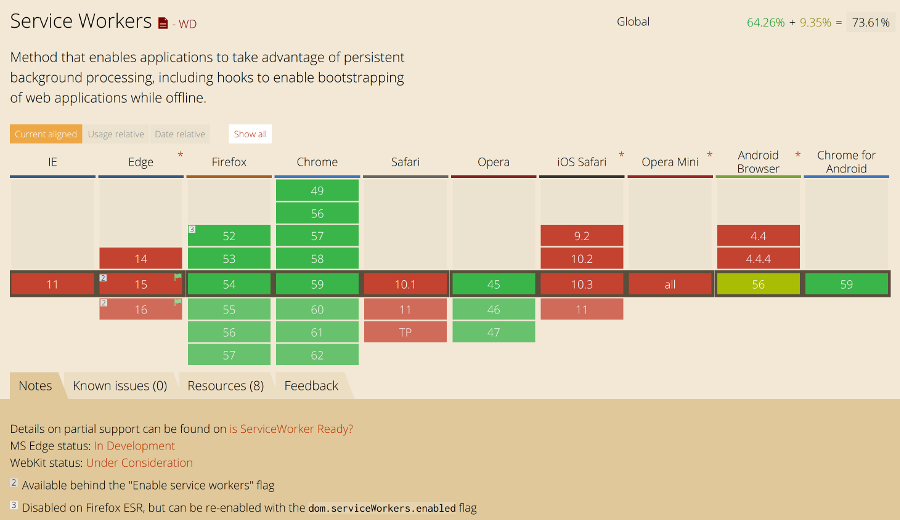 Service Workers - WD
Global
64.26% + 9.35% = 73.61%
Method that enables applications to take advantage of persistent
background processing, including hooks to enable bootstrapping
of web applications while offline.
Current aligned Usage relative Date relative Show all
IE Edge * Firefox Chrome Safari Opera iOS Safari * Opera Mini * Android Browser * Chrome for Android
49
56
3 52 57 9.2 4.4
14 53 58 10.2 4.4.4
11 2 15 54 59 10.1 45 10.3 all 56 59
2 16 55 60 11 46 11
56 61 TP 47
57 62
Notes Known issues (0) Resources (8) Feedback
Details on partial support can be found on is ServiceWorker Ready?
MS Edge status: In Development
WebKit status: Under Consideration
2 Available behind the "Enable service workers" flag
3 Disabled on Firefox ESR, but can be re-enabled with the dom.serviceWorkers.enabled flag